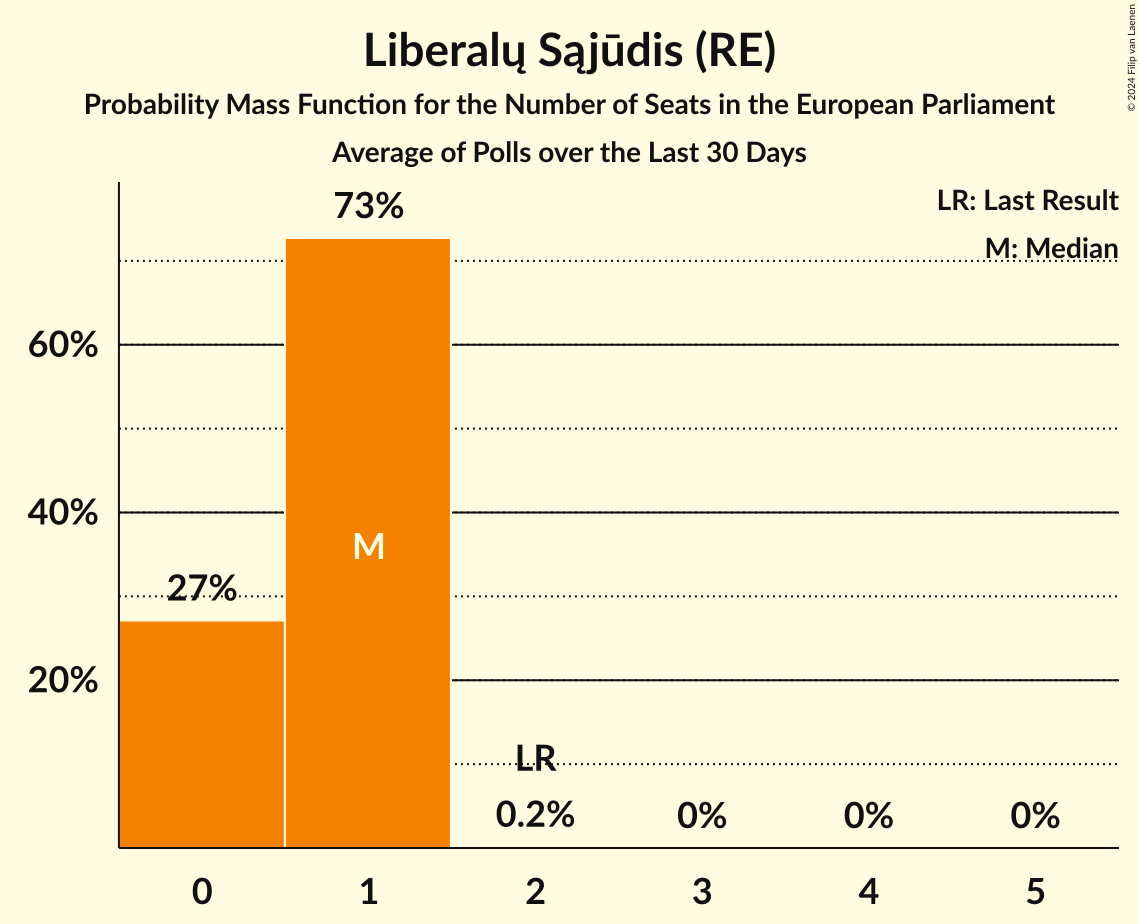 Liberalų Sąjūdis (RE)
Probability Mass Function for the Number of Seats in the European Parliament
Average of Polls over the Last 30 Days
© 2024 Filip van Laenen
LR: Last Result
M: Median
73%
60%
40%
M
27%
20%
LR
0.2%
0%
0%
0%
0
1
2
3
4
5